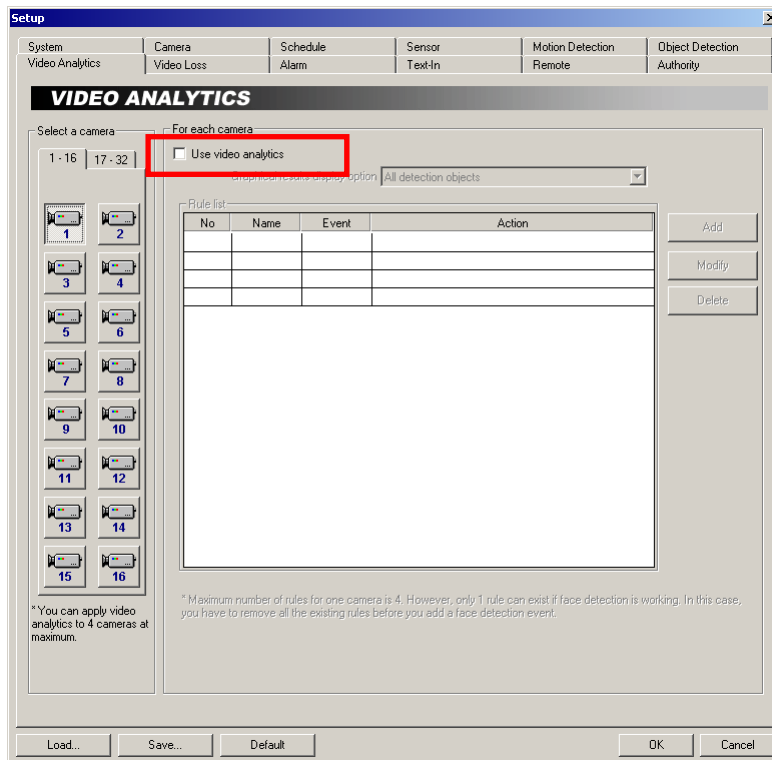 Setup
System Camera Schedule Sensor Motion Detection Object Detection
Video Analytics Video Loss Alarm Text-In Remote Authority
VIDEO ANALYTICS
Select a camera
1 - 16 17 - 32
1 2
3 4
5 6
7 8
9 10
11 12
13 14
15 16
* You can apply video
analytics to 4 cameras at
maximum.
For each camera
Use video analytics
Graphical results display option All detection objects
Rule list
No Name Event Action
Add
Modify
Delete
* Maximum number of rules for one camera is 4. However, only 1 rule can exist if face detection is working. In this case,
you have to remove all the existing rules before you add a face detection event.
Load... Save... Default OK Cancel